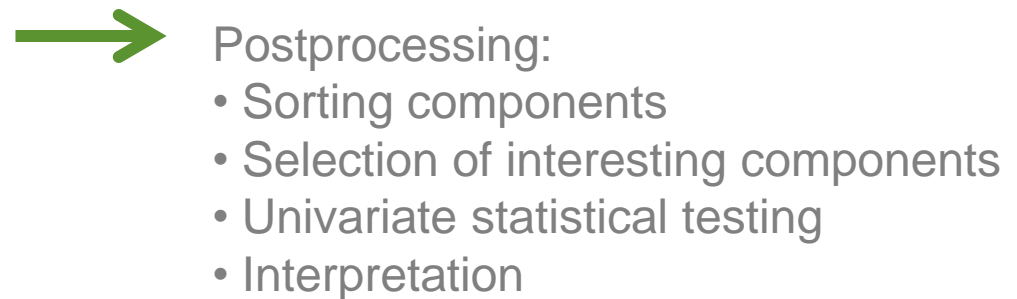 Postprocessing:
• Sorting components
• Selection of interesting components
• Univariate statistical testing
• Interpretation